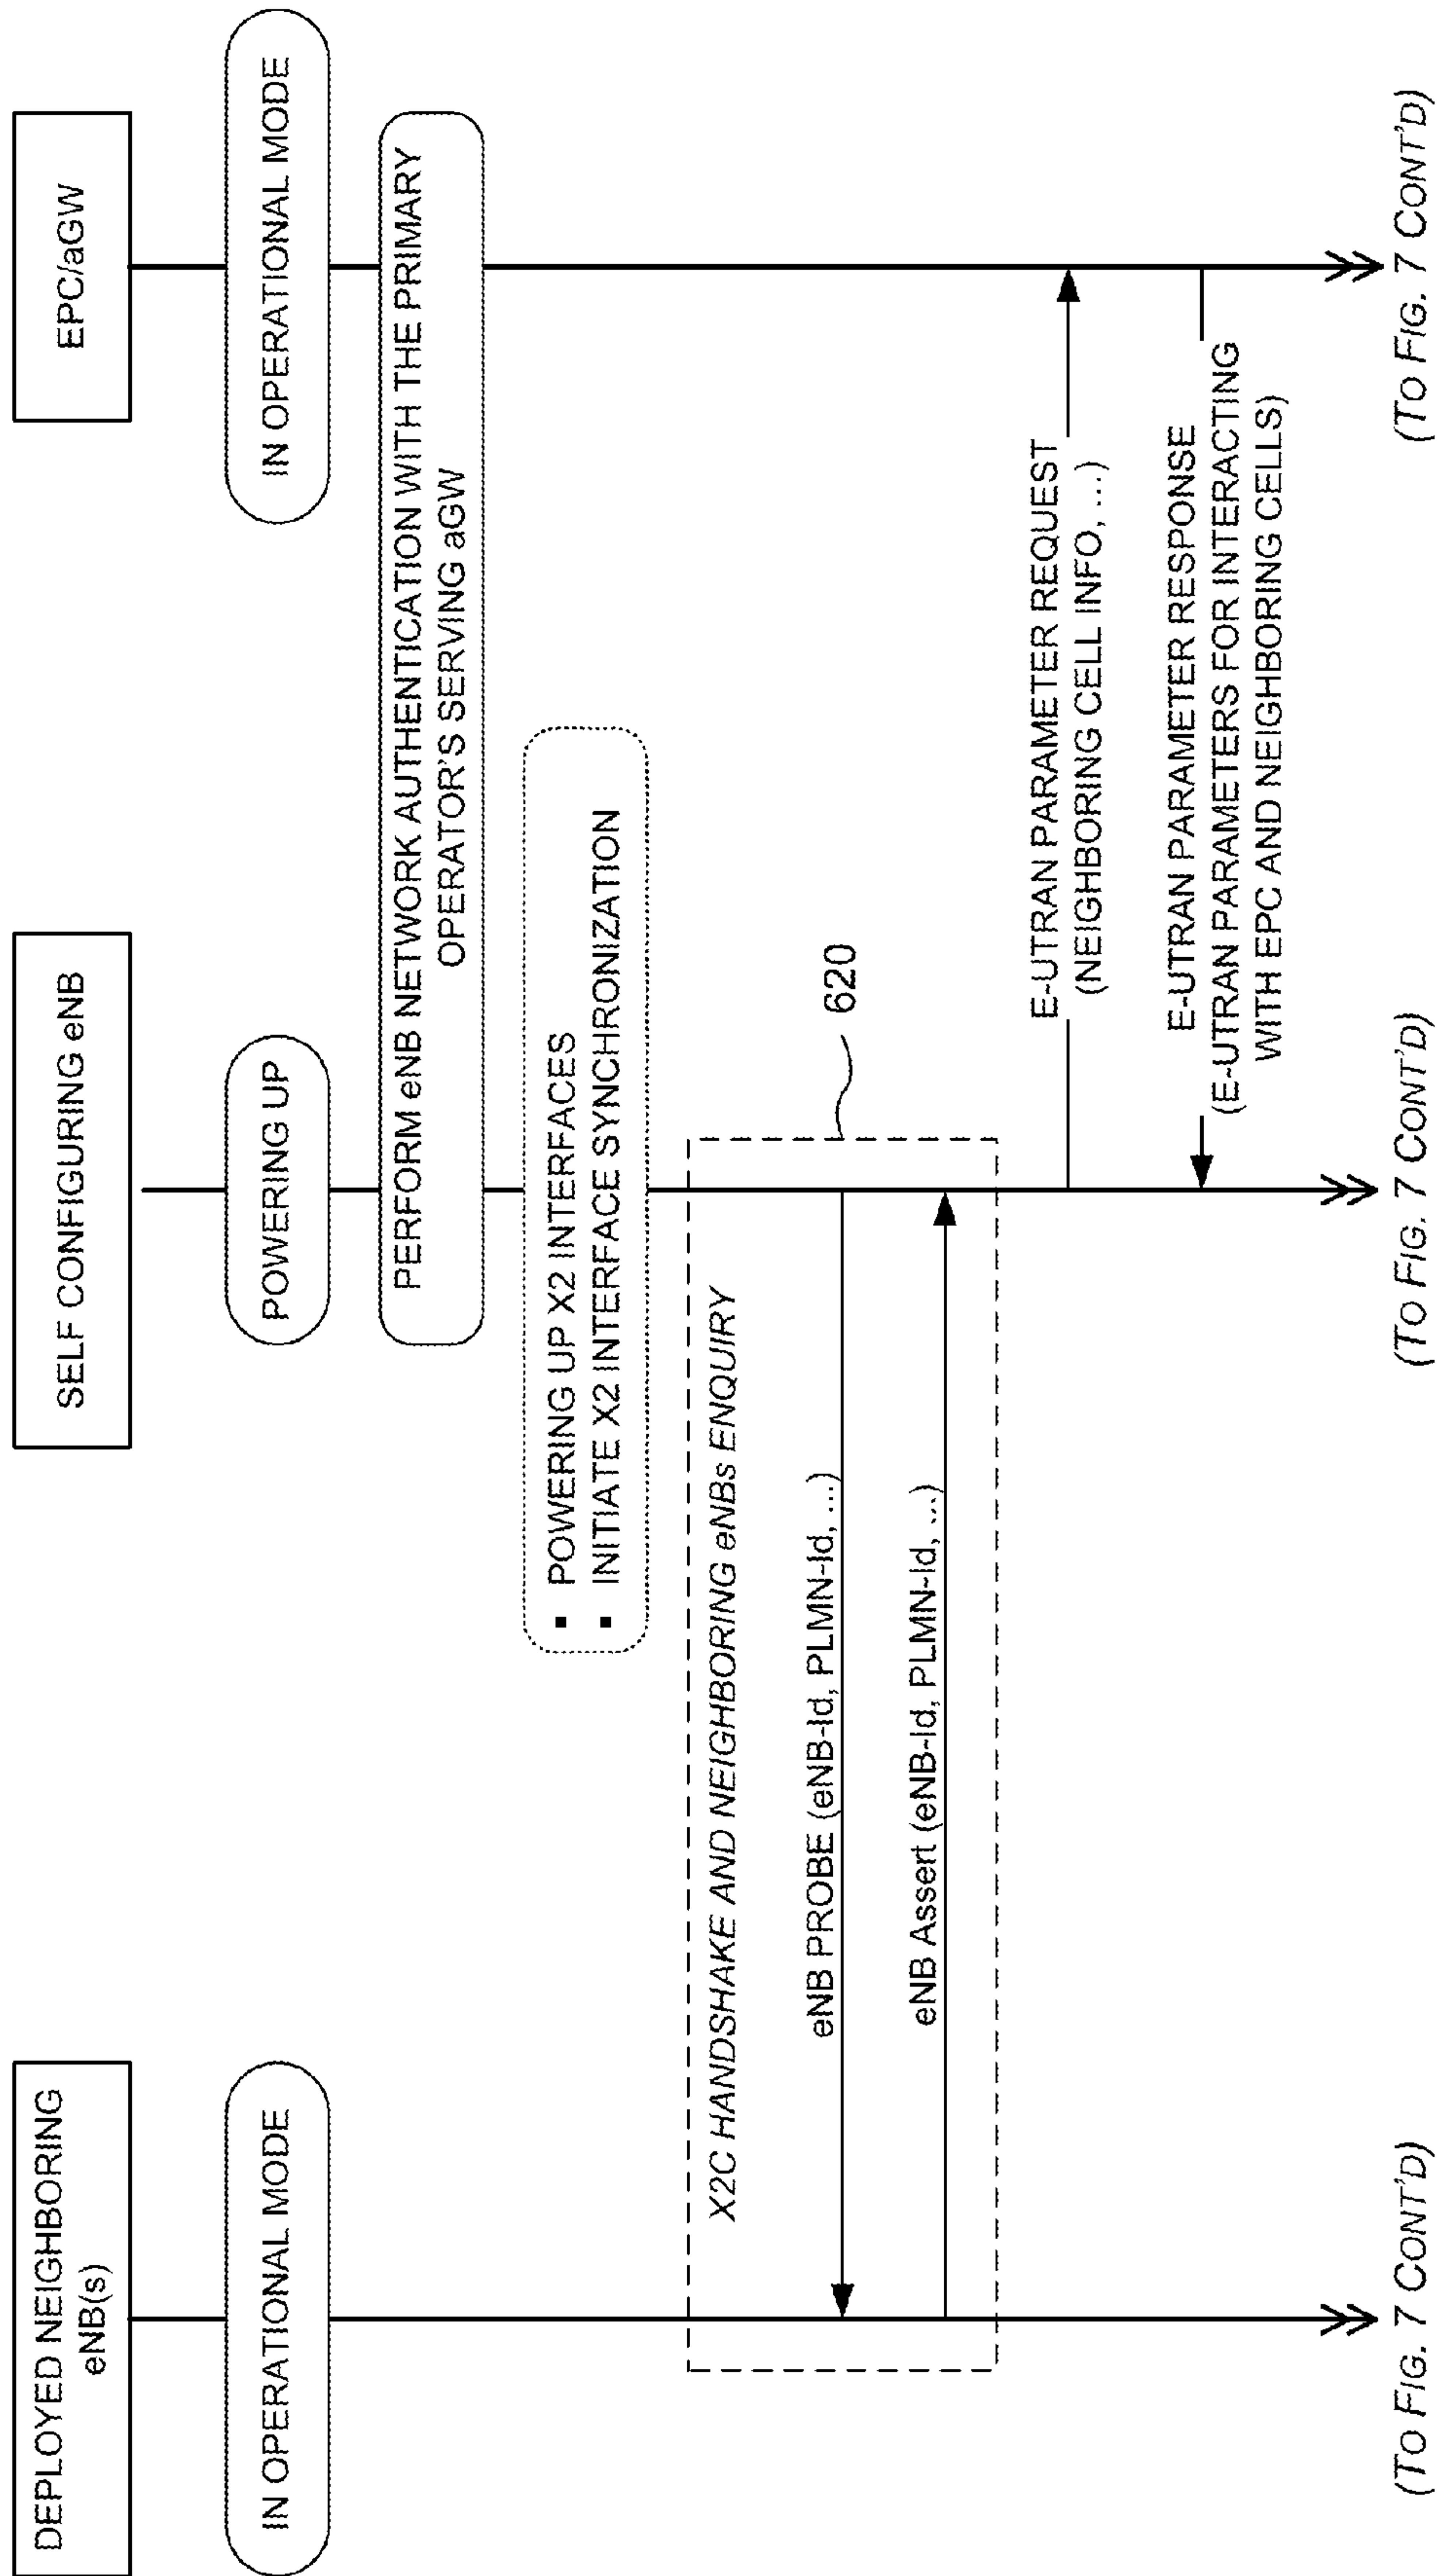 DEPLOYED NEIGHBORING
eNB(s)
SELF CONFIGURING eNB
EPC/aGW
IN OPERATIONAL MODE
POWERING UP
IN OPERATIONAL MODE
PERFORM eNB NETWORK AUTHENTICATION WITH THE PRIMARY
OPERATOR'S SERVING aGW
▪ POWERING UP X2 INTERFACES
▪ INITIATE X2 INTERFACE SYNCHRONIZATION
X2C HANDSHAKE AND NEIGHBORING eNBs ENQUIRY
620
eNB PROBE (eNB-Id, PLMN-Id, ...)
eNB Assert (eNB-Id, PLMN-Id, ...)
E-UTRAN PARAMETER REQUEST
(NEIGHBORING CELL INFO, ...)
E-UTRAN PARAMETER RESPONSE
(E-UTRAN PARAMETERS FOR INTERACTING
WITH EPC AND NEIGHBORING CELLS)
(TO FIG. 7 CONT'D)
(TO FIG. 7 CONT'D)
(TO FIG. 7 CONT'D)